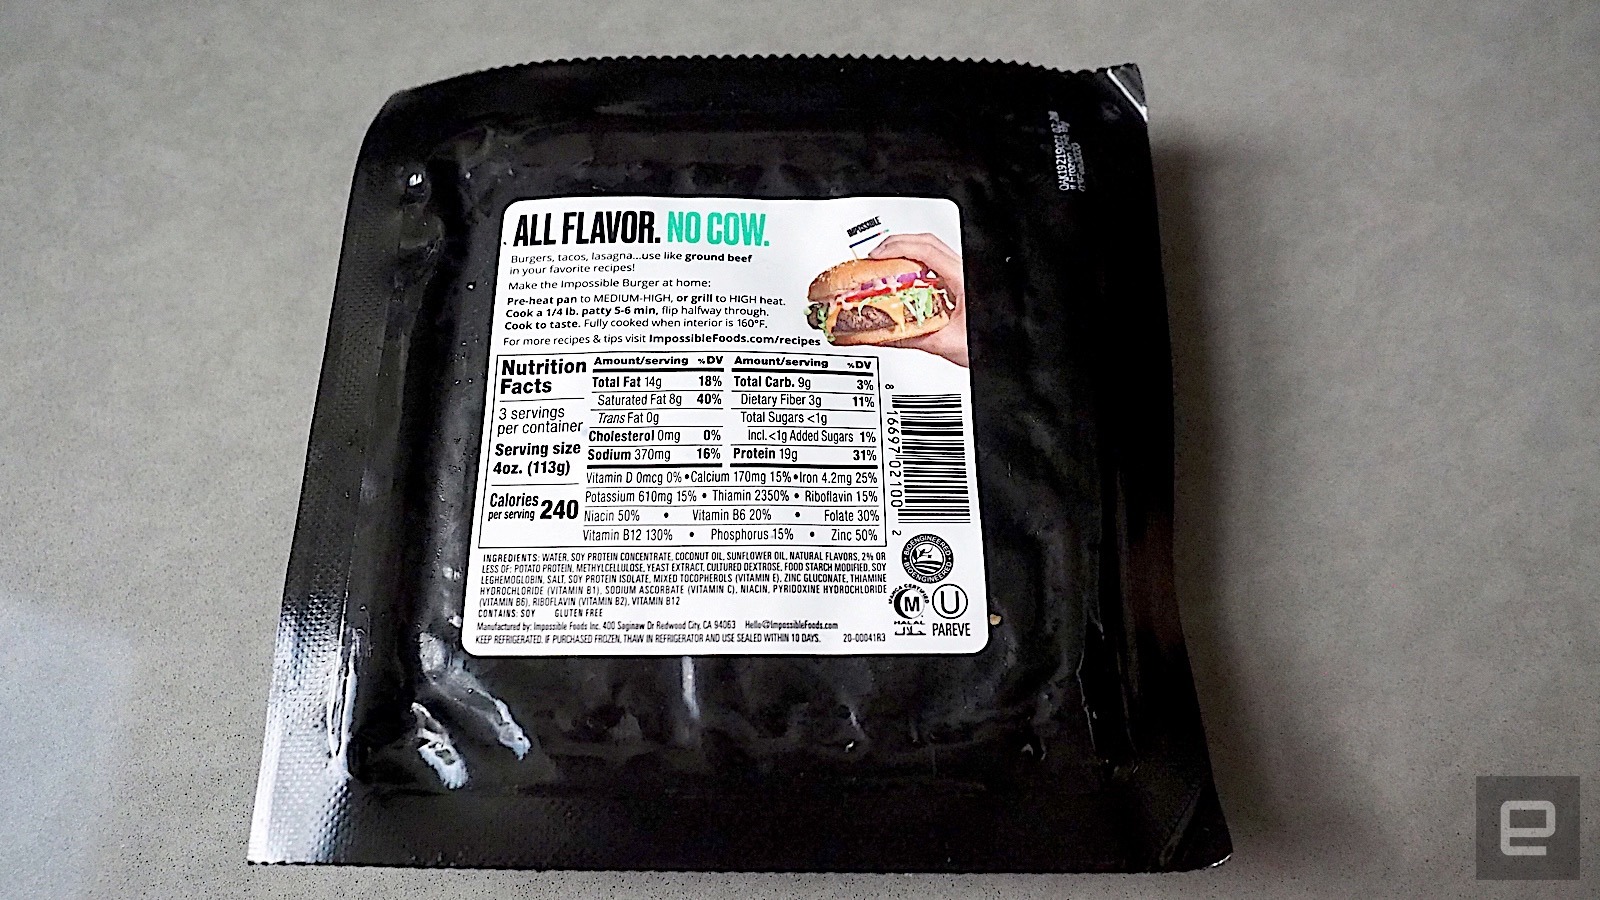 ALL FLAVOR. NO COW.
IMPOSSIBLE
Burgers, tacos, lasagna...use like ground beef
in your favorite recipes!
Make the Impossible Burger at home:
Pre-heat pan to MEDIUM-HIGH, or grill to HIGH heat.
Cook a 1/4 lb. patty 5-6 min, flip halfway through.
Cook to taste. Fully cooked when interior is 160°F.
For more recipes & tips visit ImpossibleFoods.com/recipes
Nutrition
Facts
3 servings
per container
Serving size
4oz. (113g)
Calories
per serving 240
Amount/serving %DV
Total Fat 14g 18%
Saturated Fat 8g 40%
Trans Fat 0g
Cholesterol 0mg 0%
Sodium 370mg 16%
Amount/serving %DV
Total Carb. 9g 3%
Dietary Fiber 3g 11%
Total Sugars <1g
Incl. <1g Added Sugars 1%
Protein 19g 31%
Vitamin D 0mcg 0% • Calcium 170mg 15% • Iron 4.2mg 25%
Potassium 610mg 15% • Thiamin 2350% • Riboflavin 15%
Niacin 50% • Vitamin B6 20% • Folate 30%
Vitamin B12 130% • Phosphorus 15% • Zinc 50%
8 16697 02100 2
INGREDIENTS: WATER, SOY PROTEIN CONCENTRATE, COCONUT OIL, SUNFLOWER OIL, NATURAL FLAVORS, 2% OR
LESS OF: POTATO PROTEIN, METHYLCELLULOSE, YEAST EXTRACT, CULTURED DEXTROSE, FOOD STARCH MODIFIED, SOY
LEGHEMOGLOBIN, SALT, SOY PROTEIN ISOLATE, MIXED TOCOPHEROLS (VITAMIN E), ZINC GLUCONATE, THIAMINE
HYDROCHLORIDE (VITAMIN B1), SODIUM ASCORBATE (VITAMIN C), NIACIN, PYRIDOXINE HYDROCHLORIDE
(VITAMIN B6), RIBOFLAVIN (VITAMIN B2), VITAMIN B12
CONTAINS: SOY GLUTEN FREE
Manufactured by: Impossible Foods Inc. 400 Saginaw Dr Redwood City, CA 94063 Hello@ImpossibleFoods.com
KEEP REFRIGERATED. IF PURCHASED FROZEN, THAW IN REFRIGERATOR AND USE SEALED WITHIN 10 DAYS. 20-00041R3
BIOENGINEERED
BIOENGINEERED
CERTIFIED
M
HALAL
حلال
U
PAREVE
e